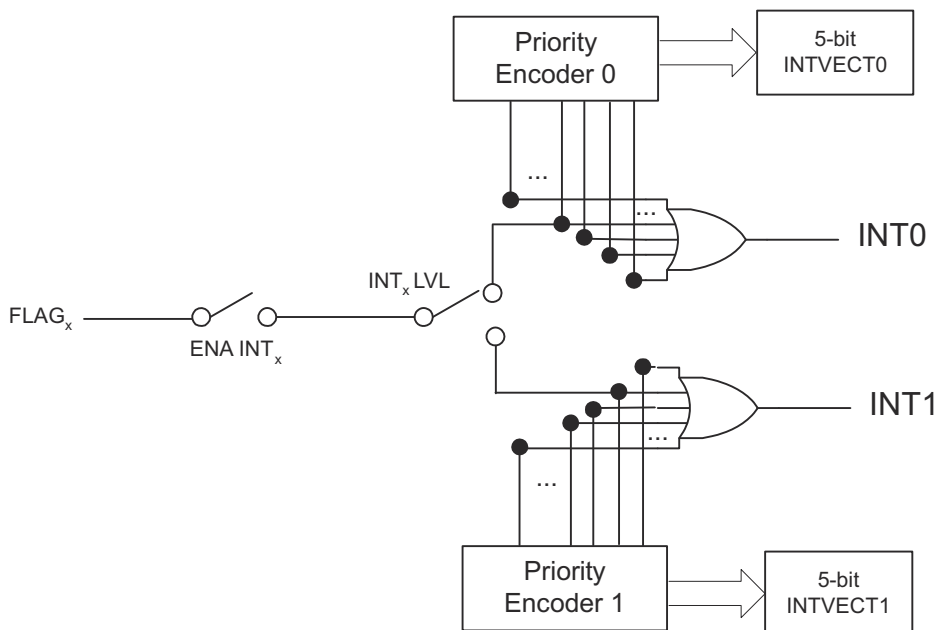 Priority
Encoder 0
5-bit
INTVECT0
...
...
INT0
INTₓ LVL
FLAGₓ
ENA INTₓ
INT1
...
...
Priority
Encoder 1
5-bit
INTVECT1